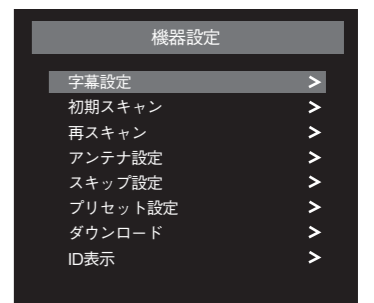 機器設定
字幕設定 >
初期スキャン >
再スキャン >
アンテナ設定 >
スキップ設定 >
プリセット設定 >
ダウンロード >
ID表示 >